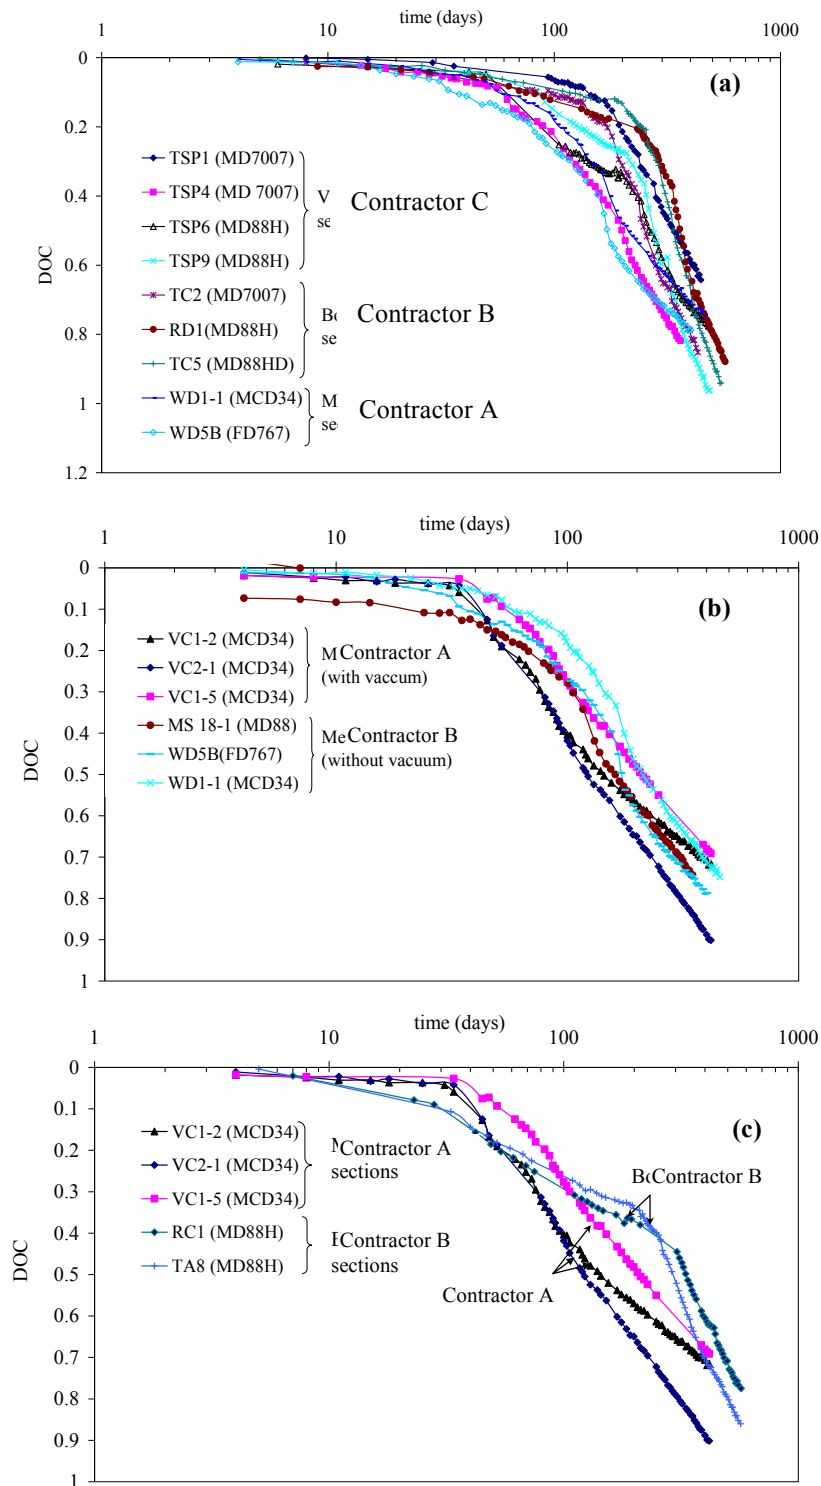 time (days)
1 10 100 1000
0
0.2
0.4
0.6
0.8
1
1.2
DOC
(a)
TSP1 (MD7007)
TSP4 (MD 7007)
TSP6 (MD88H)
TSP9 (MD88H)
TC2 (MD7007)
RD1(MD88H)
TC5 (MD88HD)
WD1-1 (MCD34)
WD5B (FD767)
V
se
Contractor C
Contractor B
se
M
se
Contractor A
time (days)
1 10 100 1000
0
0.1
0.2
0.3
0.4
0.5
0.6
0.7
0.8
0.9
1
DOC
(b)
VC1-2 (MCD34)
VC2-1 (MCD34)
VC1-5 (MCD34)
MS 18-1 (MD88)
WD5B(FD767)
WD1-1 (MCD34)
M Contractor A
(with vaccum)
Me Contractor B
(without vacuum)
time (days)
1 10 100 1000
0
0.1
0.2
0.3
0.4
0.5
0.6
0.7
0.8
0.9
1
DOC
(c)
VC1-2 (MCD34)
VC2-1 (MCD34)
VC1-5 (MCD34)
RC1 (MD88H)
TA8 (MD88H)
Contractor A
sections
Contractor B
sections
Contractor B
Contractor A